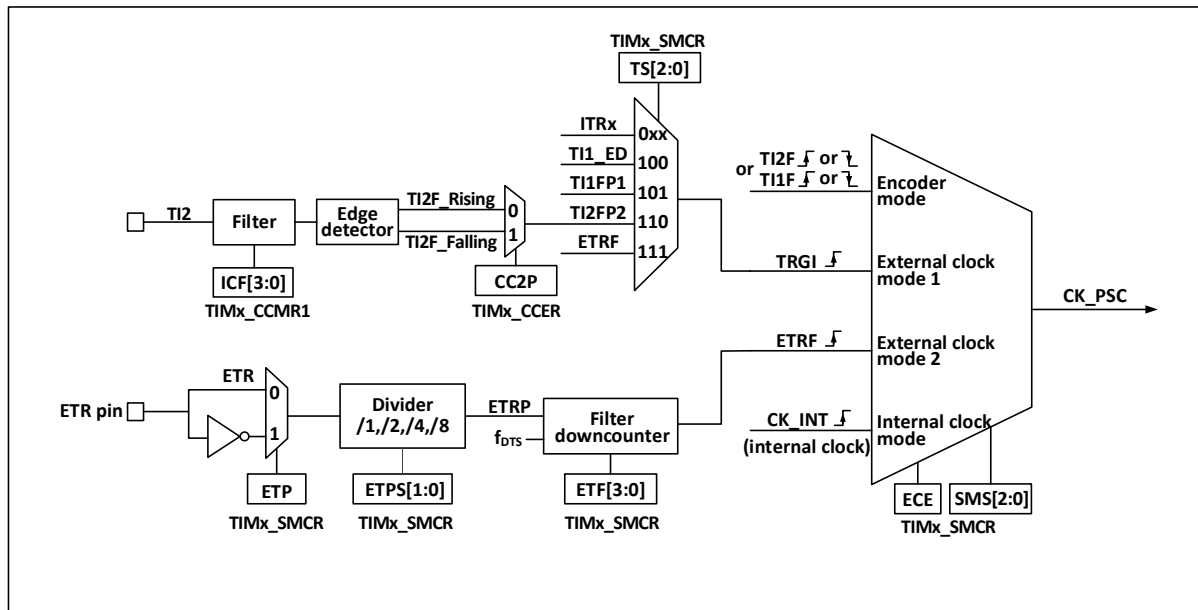 TIMx_SMCR
TS[2:0]
ITRx
0xx
TI1_ED
100
TI1FP1
101
TI2FP2
110
ETRF
111
TI2
Filter
Edge
detector
TI2F_Rising
TI2F_Falling
0
1
ICF[3:0]
TIMx_CCMR1
CC2P
TIMx_CCER
or TI2F or
TI1F or
Encoder
mode
TRGI
External clock
mode 1
ETRF
External clock
mode 2
CK_INT
(internal clock)
Internal clock
mode
CK_PSC
ECE
SMS[2:0]
TIMx_SMCR
ETR pin
ETR
0
1
ETP
TIMx_SMCR
Divider
/1,/2,/4,/8
ETPS[1:0]
TIMx_SMCR
ETRP
fDTS
Filter
downcounter
ETF[3:0]
TIMx_SMCR